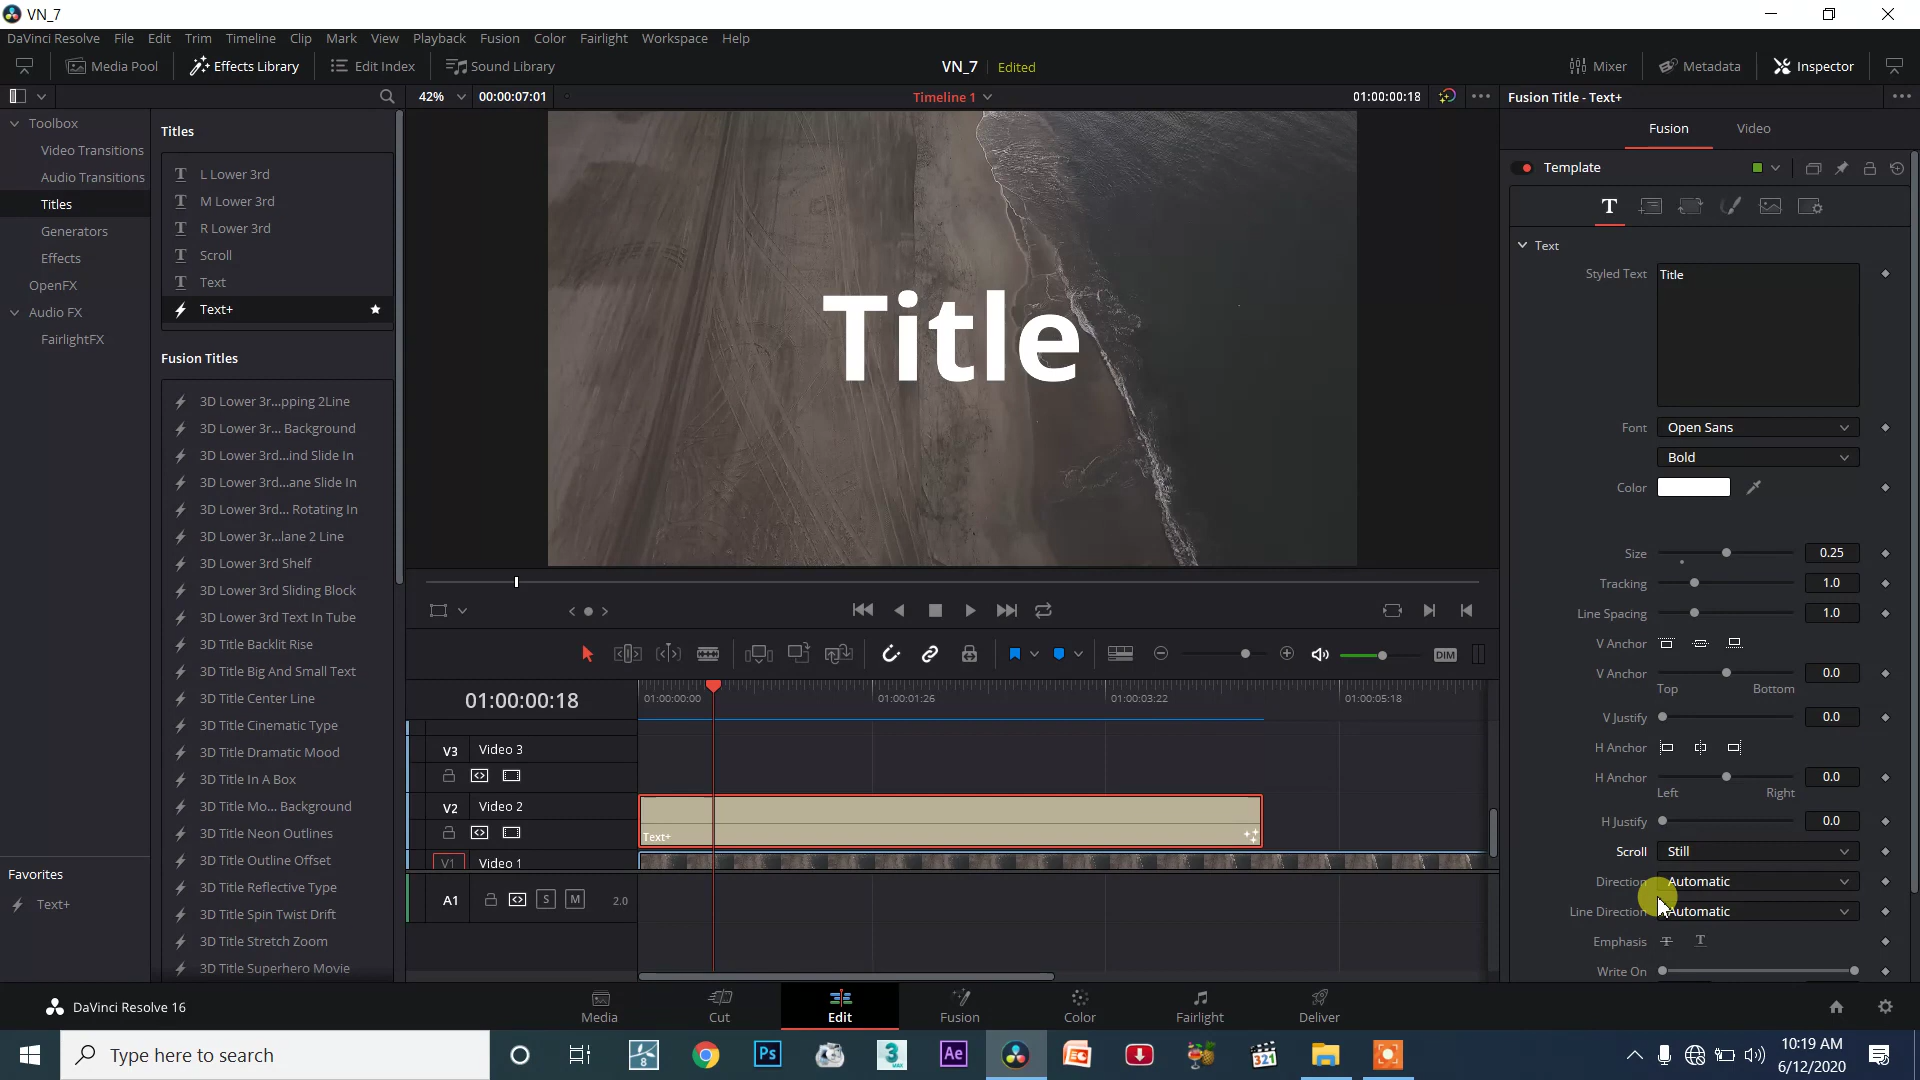 VN_7
DaVinci Resolve File Edit Trim Timeline Clip Mark View Playback Fusion Color Fairlight Workspace Help
Media Pool Effects Library Edit Index Sound Library VN_7 Edited Mixer Metadata Inspector
42% 00:00:07:01 Timeline 1 01:00:00:18 Fusion Title - Text+
Toolbox
Video Transitions
Audio Transitions
Titles
Generators
Effects
OpenFX
Audio FX
FairlightFX
Favorites
Text+
Titles
L Lower 3rd
M Lower 3rd
R Lower 3rd
Scroll
Text
Text+
Fusion Titles
3D Lower 3r...pping 2Line
3D Lower 3r... Background
3D Lower 3rd...ind Slide In
3D Lower 3rd...ane Slide In
3D Lower 3rd... Rotating In
3D Lower 3r...lane 2 Line
3D Lower 3rd Shelf
3D Lower 3rd Sliding Block
3D Lower 3rd Text In Tube
3D Title Backlit Rise
3D Title Big And Small Text
3D Title Center Line
3D Title Cinematic Type
3D Title Dramatic Mood
3D Title In A Box
3D Title Mo... Background
3D Title Neon Outlines
3D Title Outline Offset
3D Title Reflective Type
3D Title Spin Twist Drift
3D Title Stretch Zoom
3D Title Superhero Movie
Title
DIM
01:00:00:18
01:00:00:00 01:00:01:26 01:00:03:22 01:00:05:18
V3 Video 3
V2 Video 2
Text+
V1 Video 1
A1 S M 2.0
Fusion Video
Template
T
Text
Styled Text Title
Font Open Sans
Bold
Color
Size 0.25
Tracking 1.0
Line Spacing 1.0
V Anchor
V Anchor 0.0
Top Bottom
V Justify 0.0
H Anchor
H Anchor 0.0
Left Right
H Justify 0.0
Scroll Still
Direction Automatic
Line Direction Automatic
Emphasis T T
Write On
DaVinci Resolve 16
Media Cut Edit Fusion Color Fairlight Deliver
Type here to search
8
Ps
3
MAX
Ae
321
10:19 AM
6/12/2020